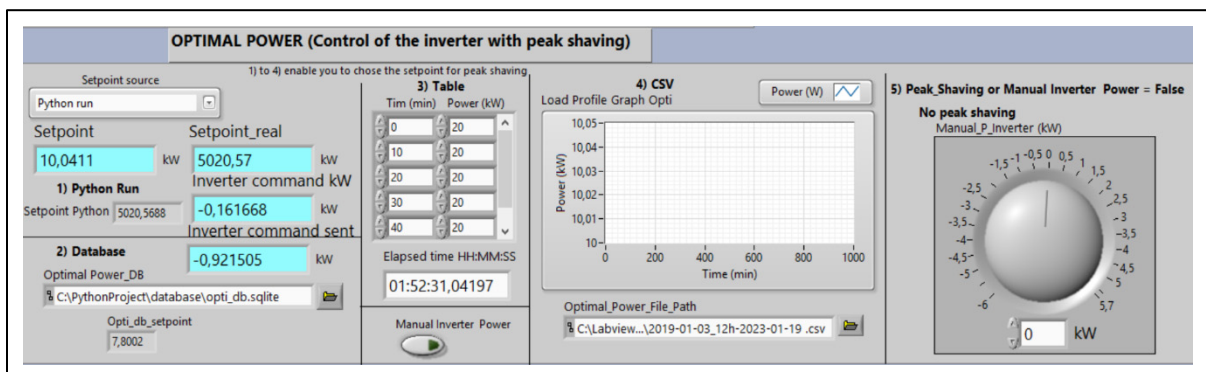 OPTIMAL POWER (Control of the inverter with peak shaving)
1) to 4) enable you to chose the setpoint for peak shaving
Setpoint source
Python run
Setpoint
10,0411 kW
1) Python Run
Setpoint Python 5020,5688
Setpoint_real
5020,57 kW
Inverter command kW
-0,161668 kW
Inverter command sent
-0,921505 kW
2) Database
Optimal Power_DB
C:\PythonProject\database\opti_db.sqlite
Opti_db_setpoint
7,8002
3) Table
Tim (min) Power (kW)
0 20
10 20
20 20
30 20
40 20
Elapsed time HH:MM:SS
01:52:31,04197
Manual Inverter Power
4) CSV
Load Profile Graph Opti
Power (W)
Power (kW)
10,05
10,04
10,03
10,02
10,01
10
0 200 400 600 800 1000
Time (min)
Optimal_Power_File_Path
C:\Labview...\2019-01-03_12h-2023-01-19 .csv
5) Peak_Shaving or Manual Inverter Power = False
No peak shaving
Manual_P_Inverter (kW)
-6
-5
-4,5
-4
-3,5
-3
-2,5
-1,5
-1
-0,5
0
0,5
1
1,5
2
2,5
3
3,5
4
4,5
5
5,7
0 kW